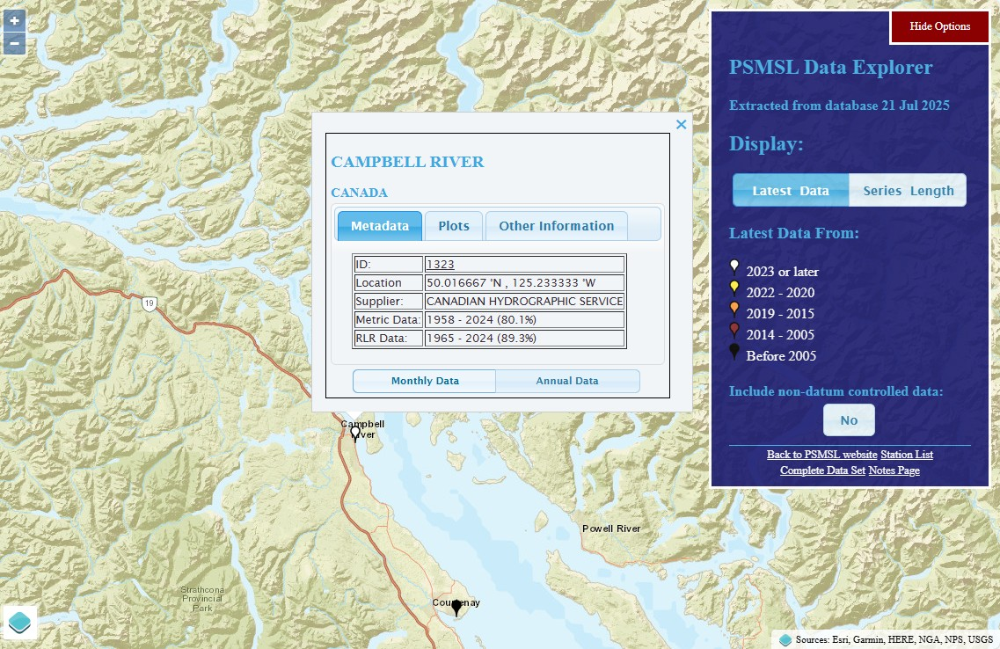 +
−
Hide Options
PSMSL Data Explorer
Extracted from database 21 Jul 2025
Display:
Latest Data Series Length
Latest Data From:
2023 or later
2022 - 2020
2019 - 2015
2014 - 2005
Before 2005
Include non-datum controlled data:
No
Back to PSMSL website Station List
Complete Data Set Notes Page
×
CAMPBELL RIVER
CANADA
Metadata Plots Other Information
ID: 1323
Location 50.016667 °N , 125.233333 °W
Supplier: CANADIAN HYDROGRAPHIC SERVICE
Metric Data: 1958 - 2024 (80.1%)
RLR Data: 1965 - 2024 (89.3%)
Monthly Data Annual Data
19
Campbell
River
Powell River
Strathcona
Provincial
Park
Courtenay
Sources: Esri, Garmin, HERE, NGA, NPS, USGS